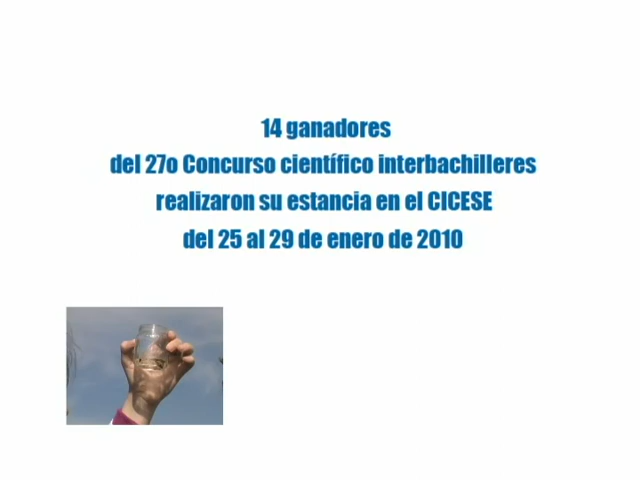 14 ganadores
del 27o Concurso científico interbachilleres
realizaron su estancia en el CICESE
del 25 al 29 de enero de 2010